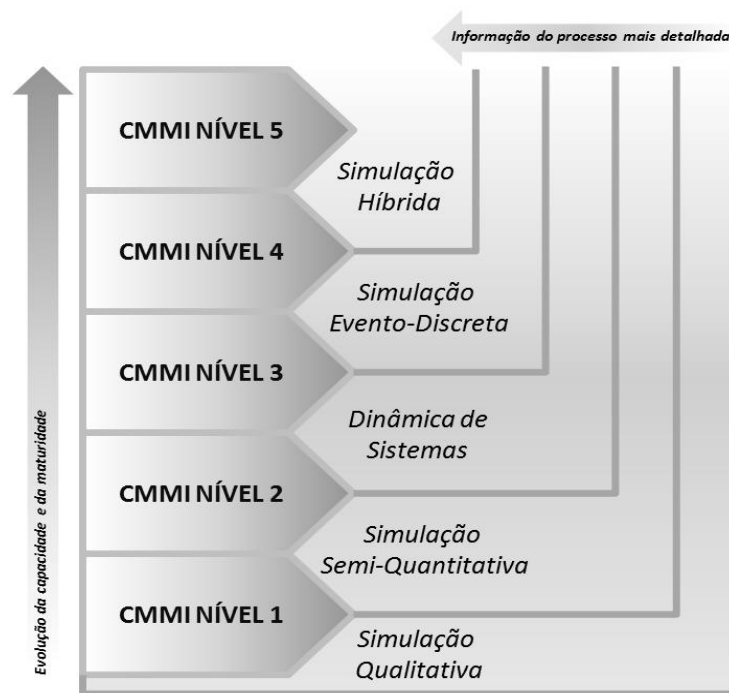 Informação do processo mais detalhada
CMMI NÍVEL 5
Simulação
Híbrida
CMMI NÍVEL 4
Simulação
Evento-Discreta
CMMI NÍVEL 3
Dinâmica de
Sistemas
CMMI NÍVEL 2
Simulação
Semi-Quantitativa
CMMI NÍVEL 1
Simulação
Qualitativa
Evolução da capacidade e da maturidade